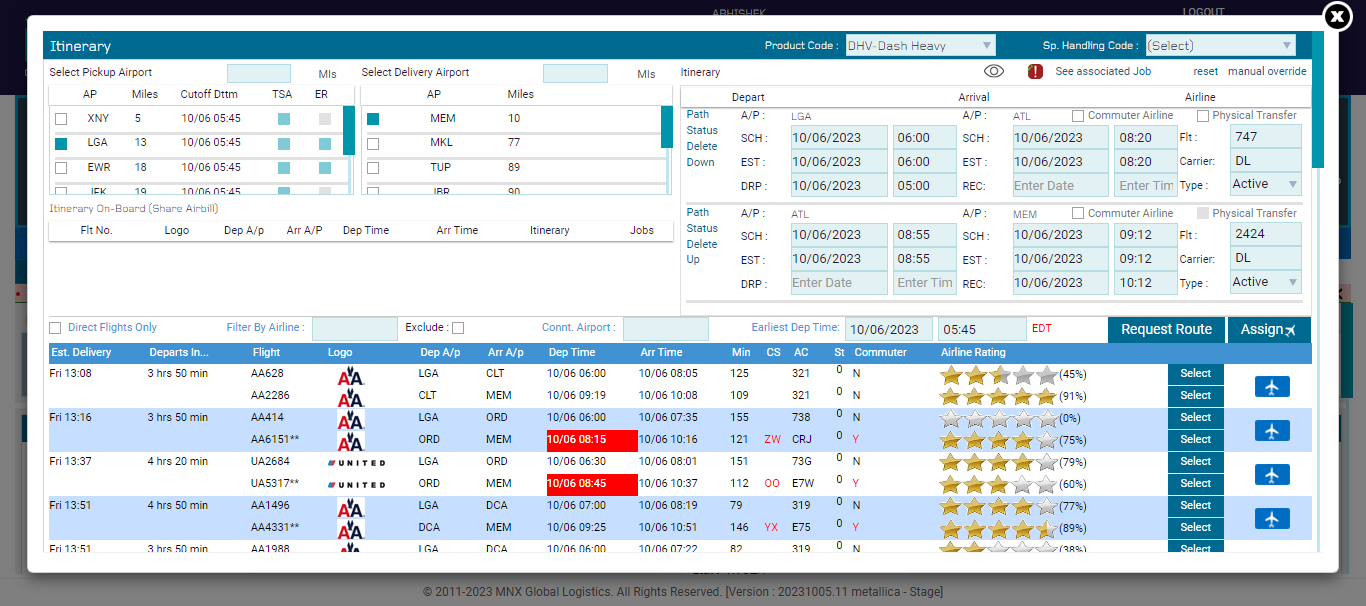 ABHISHEK
LOGOUT
Itinerary
Product Code : DHV-Dash Heavy
Sp. Handling Code : (Select)
Select Pickup Airport Mls
Select Delivery Airport Mls
Itinerary
See associated Job reset manual override
AP Miles Cutoff Dttm TSA ER
XNY 5 10/06 05:45
LGA 13 10/06 05:45
EWR 18 10/06 05:45
JFK 19 10/06 05:45
AP Miles
MEM 10
MKL 77
TUP 89
JBR 90
Depart Arrival Airline
Path A/P : LGA A/P : ATL Commuter Airline Physical Transfer
Status SCH : 10/06/2023 06:00 SCH : 10/06/2023 08:20 Flt : 747
Delete EST : 10/06/2023 06:00 EST : 10/06/2023 08:20 Carrier: DL
Down DRP : 10/06/2023 05:00 REC: Enter Date Enter Tim Type : Active
Path A/P : ATL A/P : MEM Commuter Airline Physical Transfer
Status SCH : 10/06/2023 08:55 SCH : 10/06/2023 09:12 Flt : 2424
Delete EST : 10/06/2023 08:55 EST : 10/06/2023 09:12 Carrier: DL
Up DRP : Enter Date Enter Tim REC: 10/06/2023 10:12 Type : Active
Itinerary On-Board (Share Airbill)
Flt No. Logo Dep A/p Arr A/P Dep Time Arr Time Itinerary Jobs
Direct Flights Only Filter By Airline : Exclude : Connt. Airport : Earliest Dep Time: 10/06/2023 05:45 EDT Request Route Assign
Est. Delivery Departs In... Flight Logo Dep A/p Arr A/p Dep Time Arr Time Min CS AC St Commuter Airline Rating
Fri 13:08 3 hrs 50 min AA628 AA LGA CLT 10/06 06:00 10/06 08:05 125 321 0 N (45%) Select
AA2286 AA CLT MEM 10/06 09:19 10/06 10:08 109 321 0 N (91%) Select
Fri 13:16 3 hrs 50 min AA414 AA LGA ORD 10/06 06:00 10/06 07:35 155 738 0 N (0%) Select
AA6151** AA ORD MEM 10/06 08:15 10/06 10:16 121 ZW CRJ 0 Y (75%) Select
Fri 13:37 4 hrs 20 min UA2684 UNITED LGA ORD 10/06 06:30 10/06 08:01 151 73G 0 N (79%) Select
UA5317** UNITED ORD MEM 10/06 08:45 10/06 10:37 112 OO E7W 0 Y (60%) Select
Fri 13:51 4 hrs 50 min AA1496 AA LGA DCA 10/06 07:00 10/06 08:19 79 319 0 N (77%) Select
AA4331** AA DCA MEM 10/06 09:25 10/06 10:51 146 YX E75 0 Y (89%) Select
Fri 13:51 3 hrs 50 min AA1988 AA LGA DCA 10/06 06:00 10/06 07:22 82 319 0 N (38%) Select
© 2011-2023 MNX Global Logistics. All Rights Reserved. [Version : 20231005.11 metallica - Stage]